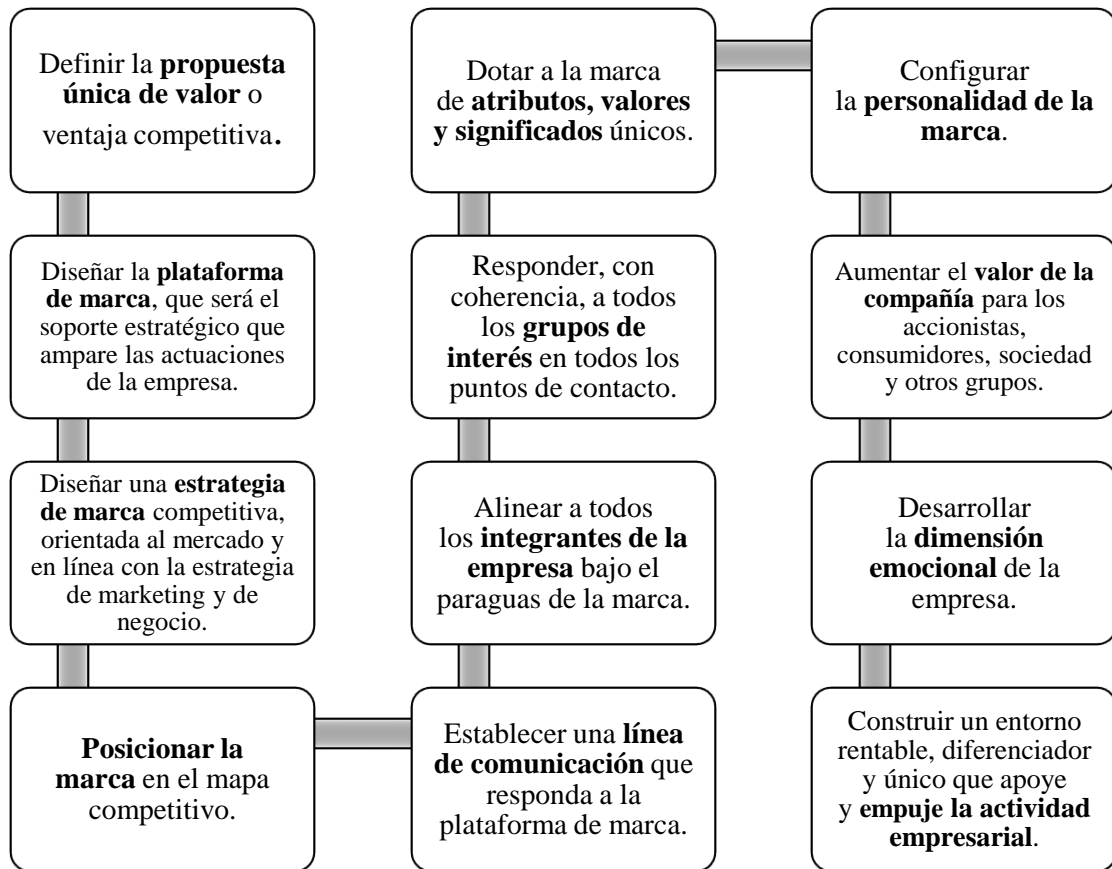 Definir la propuesta
única de valor o
ventaja competitiva.
Diseñar la plataforma
de marca, que será el
soporte estratégico que
ampare las actuaciones
de la empresa.
Diseñar una estrategia
de marca competitiva,
orientada al mercado y
en línea con la estrategia
de marketing y de
negocio.
Posicionar la
marca en el mapa
competitivo.
Establecer una línea
de comunicación que
responda a la
plataforma de marca.
Alinear a todos
los integrantes de la
empresa bajo el
paraguas de la marca.
Responder, con
coherencia, a todos
los grupos de
interés en todos los
puntos de contacto.
Dotar a la marca
de atributos, valores
y significados únicos.
Configurar
la personalidad de la
marca.
Aumentar el valor de la
compañía para los
accionistas,
consumidores, sociedad
y otros grupos.
Desarrollar
la dimensión
emocional de la
empresa.
Construir un entorno
rentable, diferenciador
y único que apoye
y empuje la actividad
empresarial.